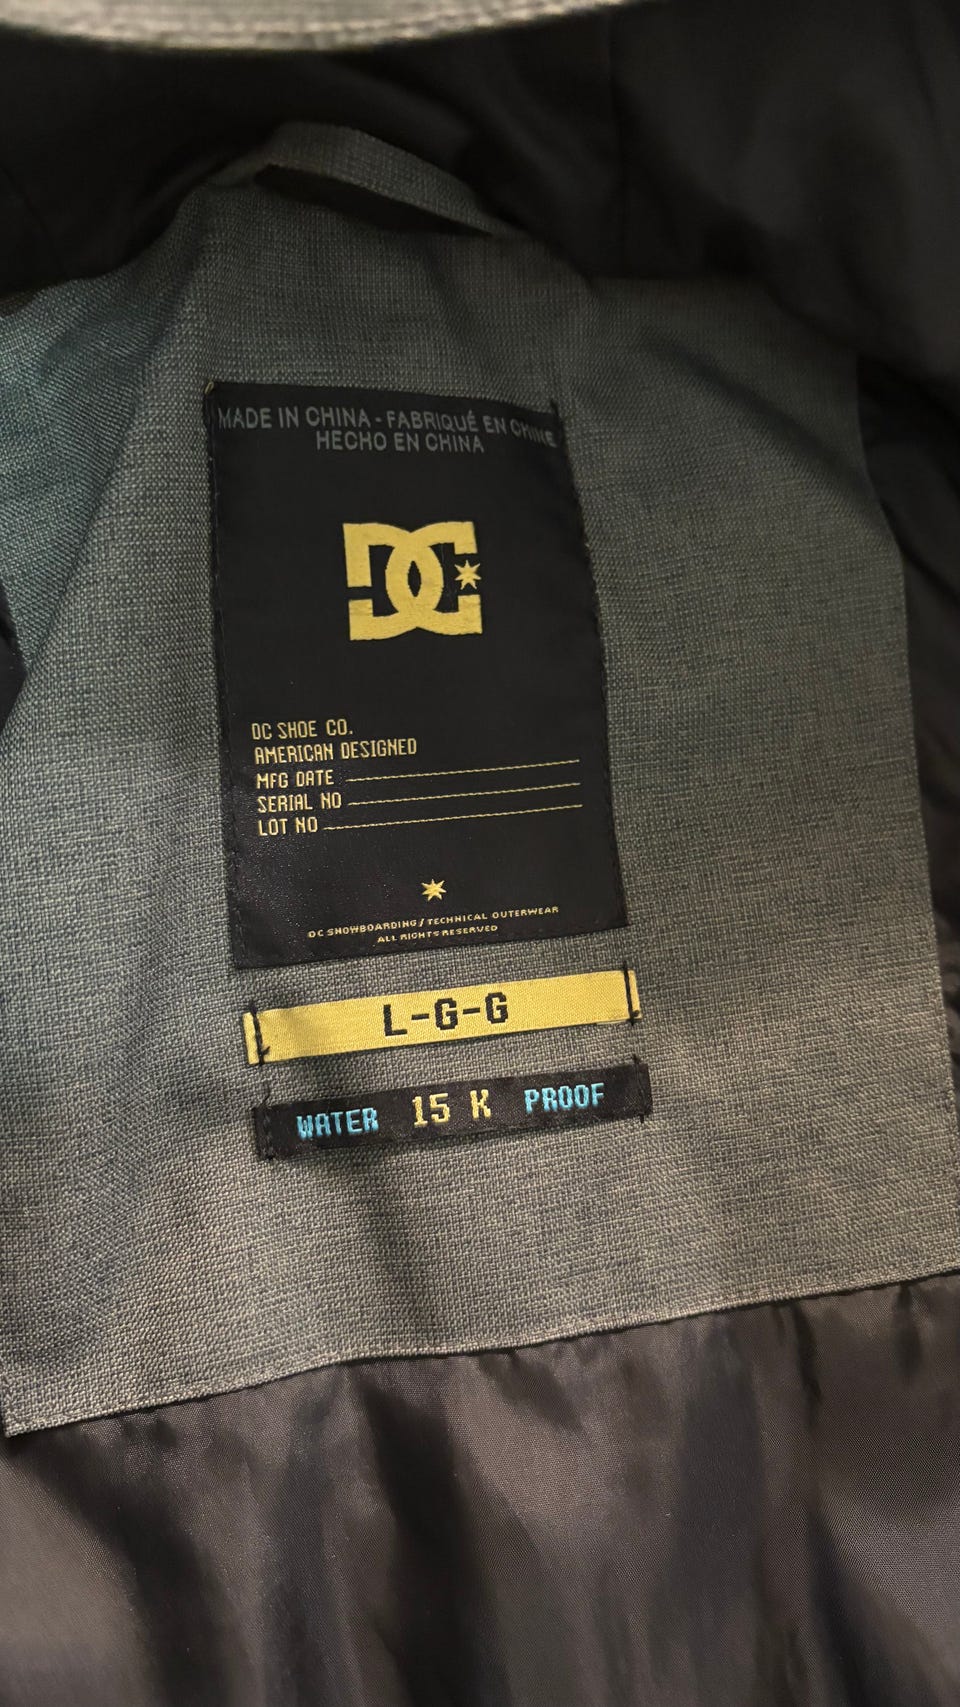 MADE IN CHINA - FABRIQUÉ EN CHINE
HECHO EN CHINA
DC
DC SHOE CO.
AMERICAN DESIGNED
MFG DATE
SERIAL NO
LOT NO
DC SNOWBOARDING / TECHNICAL OUTERWEAR
ALL RIGHTS RESERVED
L-G-G
WATER 15 K PROOF